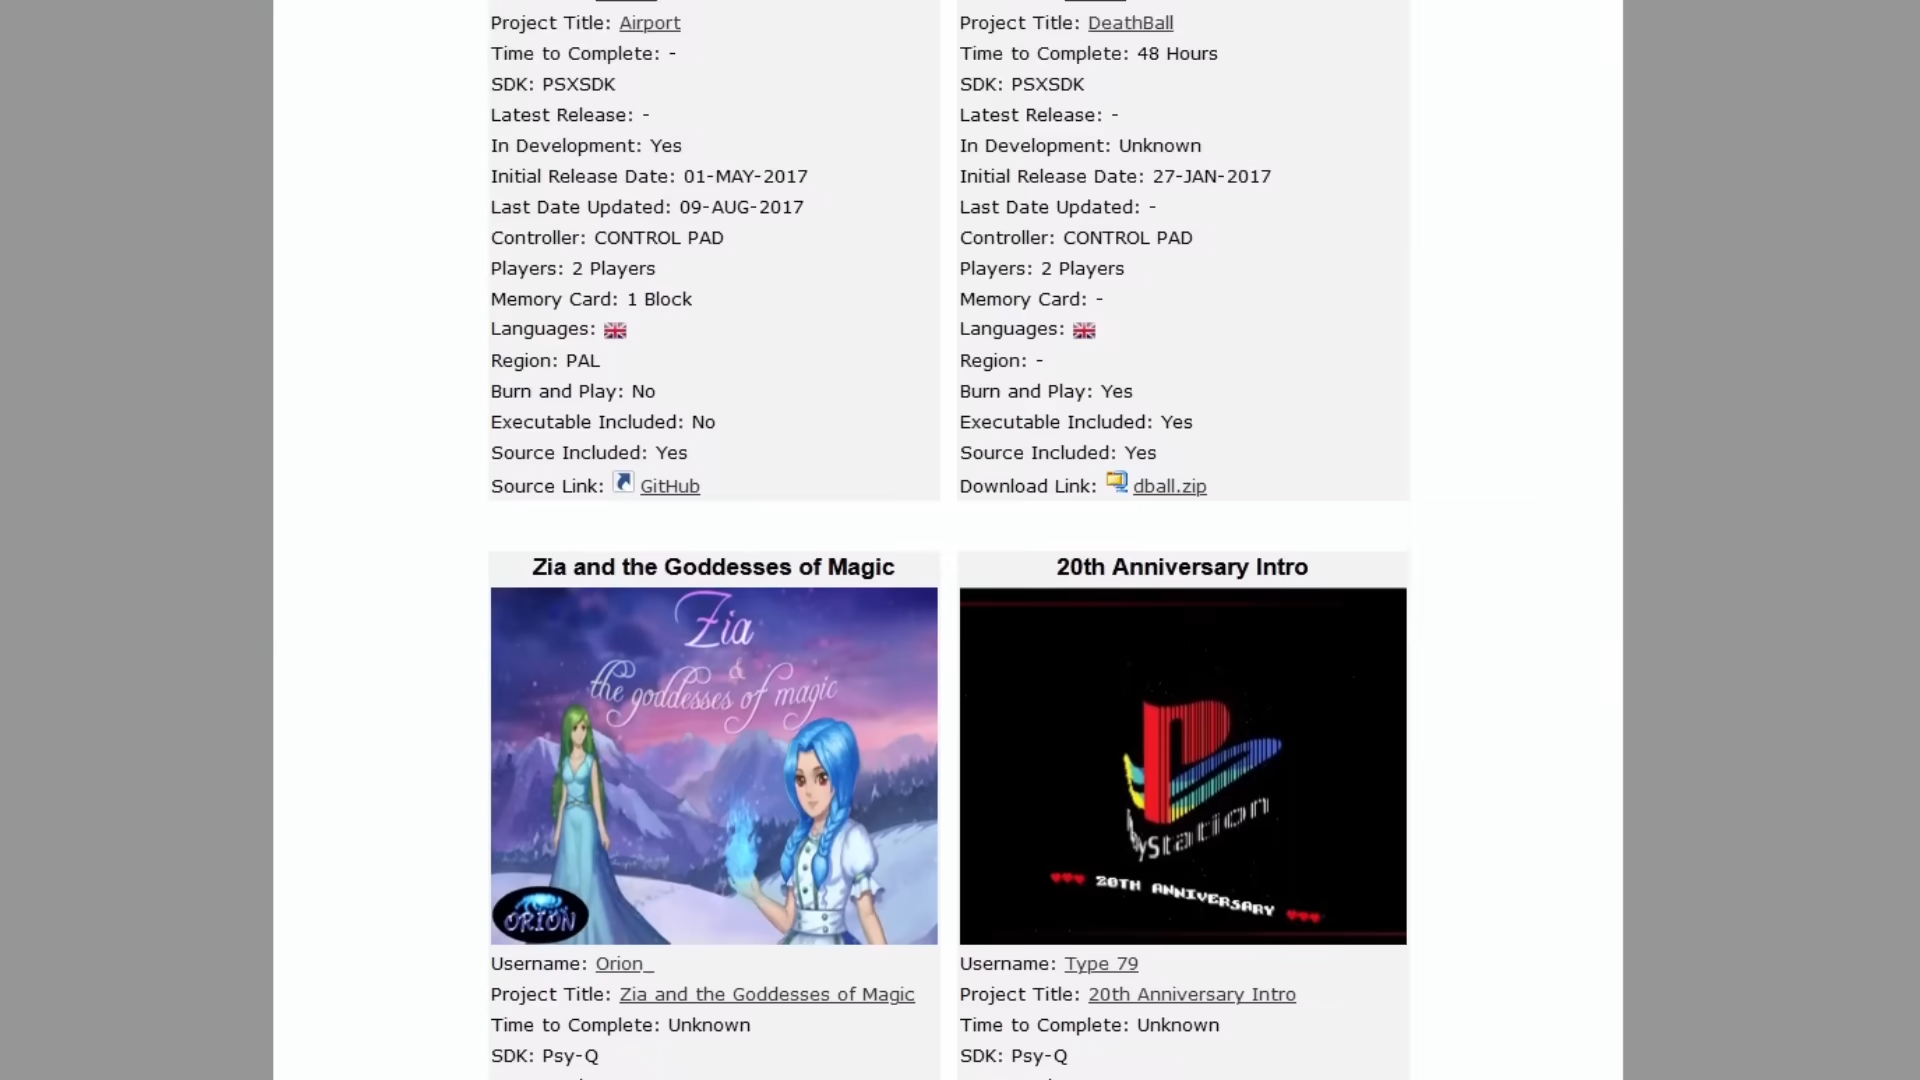 Project Title: Airport
Time to Complete: -
SDK: PSXSDK
Latest Release: -
In Development: Yes
Initial Release Date: 01-MAY-2017
Last Date Updated: 09-AUG-2017
Controller: CONTROL PAD
Players: 2 Players
Memory Card: 1 Block
Languages:
Region: PAL
Burn and Play: No
Executable Included: No
Source Included: Yes
Source Link: GitHub
Project Title: DeathBall
Time to Complete: 48 Hours
SDK: PSXSDK
Latest Release: -
In Development: Unknown
Initial Release Date: 27-JAN-2017
Last Date Updated: -
Controller: CONTROL PAD
Players: 2 Players
Memory Card: -
Languages:
Region: -
Burn and Play: Yes
Executable Included: Yes
Source Included: Yes
Download Link: dball.zip
Zia and the Goddesses of Magic
Zia
&
the goddesses of magic
ORION
Username: Orion_
Project Title: Zia and the Goddesses of Magic
Time to Complete: Unknown
SDK: Psy-Q
20th Anniversary Intro
PlayStation
♥♥♥ 20TH ANNIVERSARY ♥♥♥
Username: Type 79
Project Title: 20th Anniversary Intro
Time to Complete: Unknown
SDK: Psy-Q